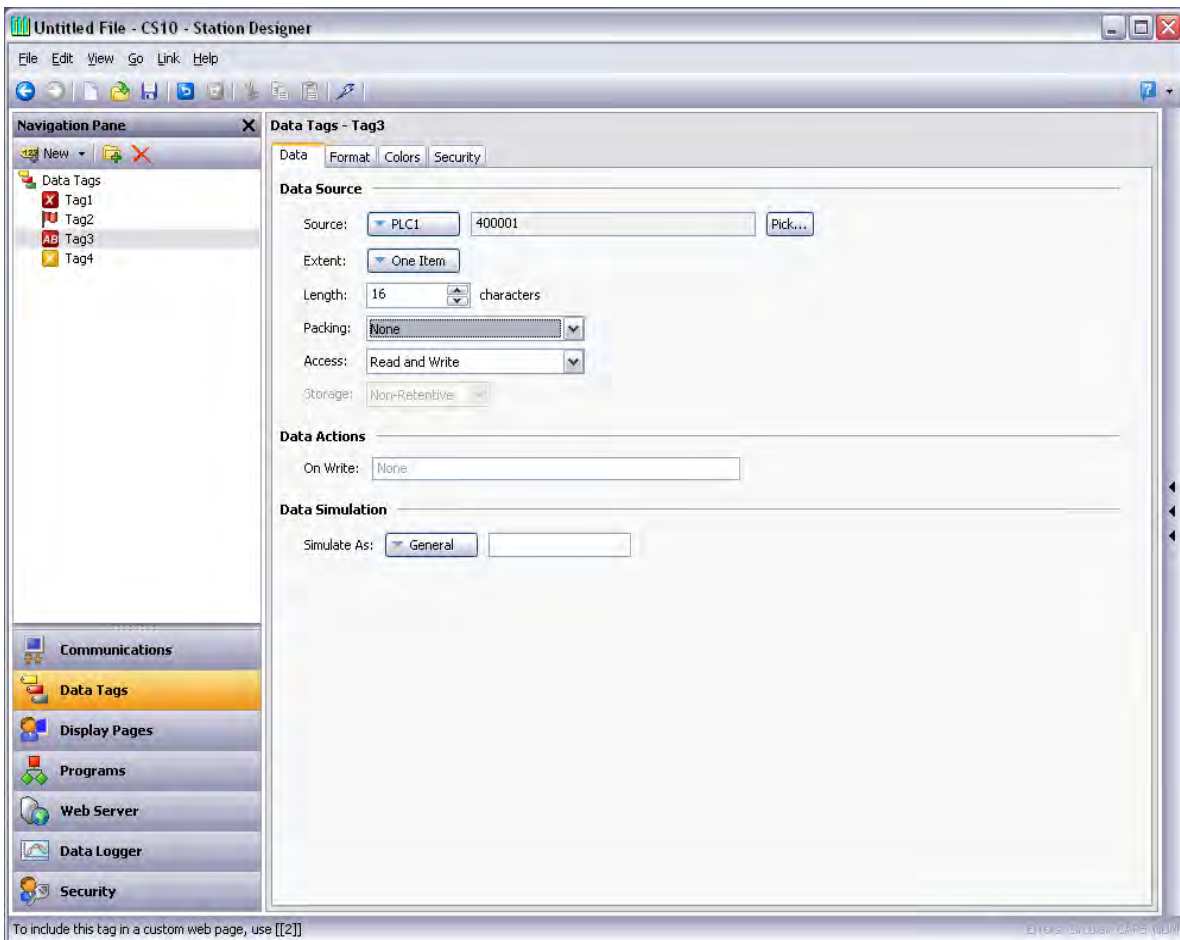 Untitled File - CS10 - Station Designer
File Edit View Go Link Help
Navigation Pane
New
Data Tags
Tag1
Tag2
AB Tag3
Tag4
Communications
Data Tags
Display Pages
Programs
Web Server
Data Logger
Security
Data Tags - Tag3
Data Format Colors Security
Data Source
Source: PLC1 400001 Pick...
Extent: One Item
Length: 16 characters
Packing: None
Access: Read and Write
Storage: Non-Retentive
Data Actions
On Write: None
Data Simulation
Simulate As: General
To include this tag in a custom web page, use [[2]]
CAPS NUM